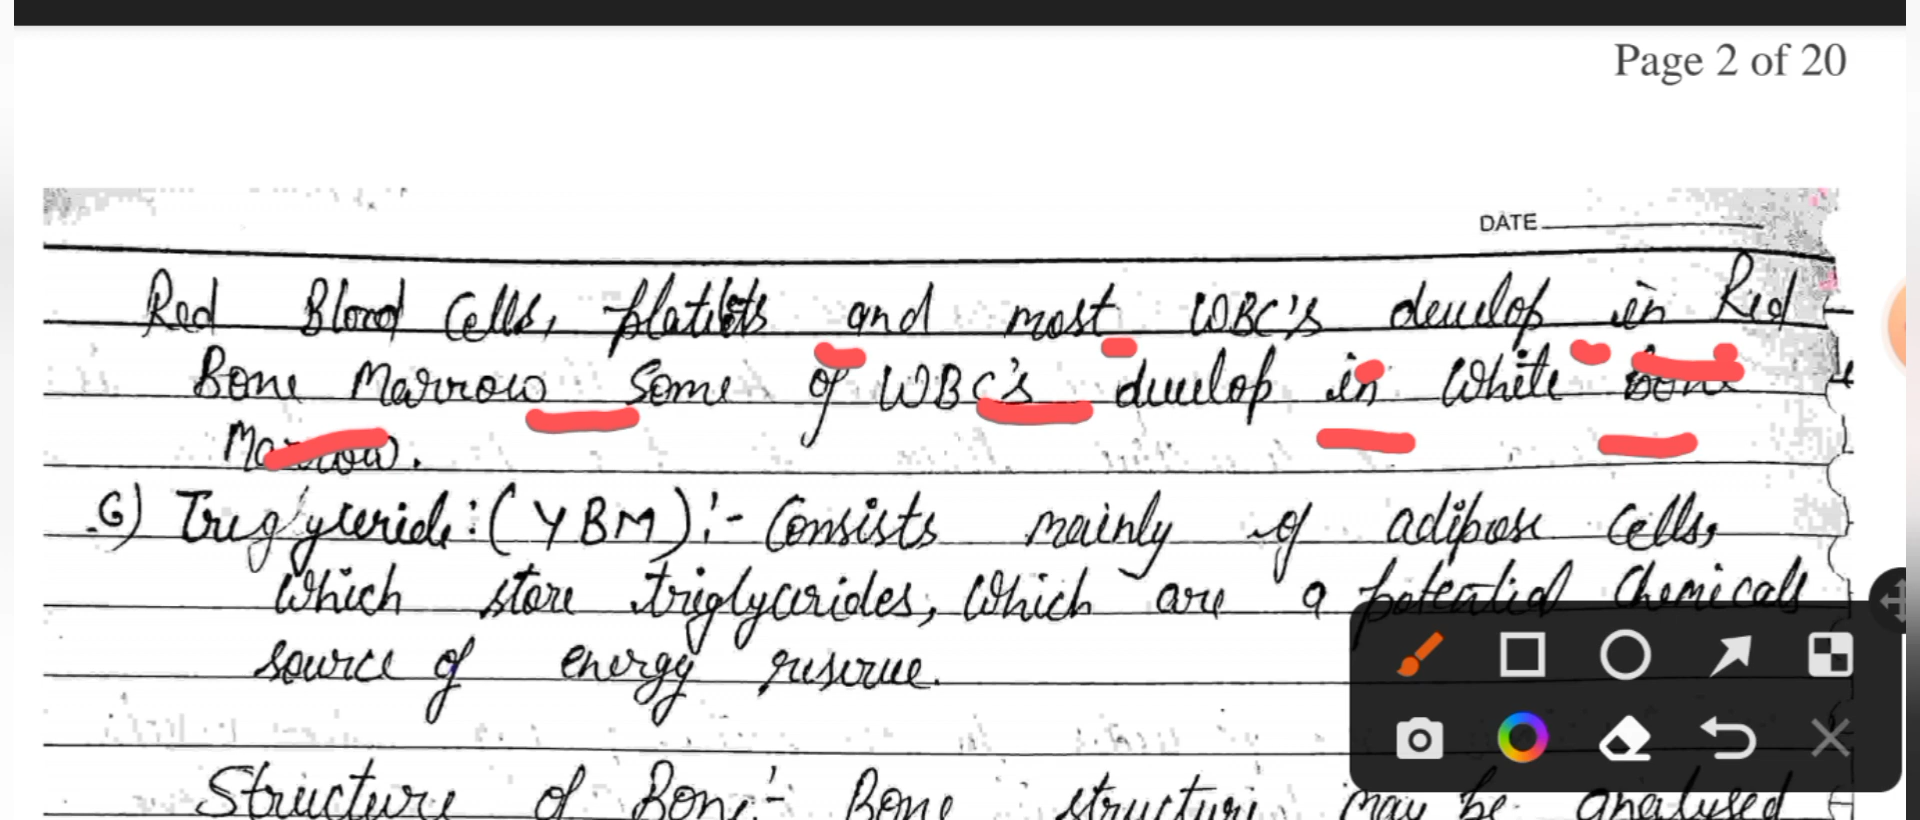 Page 2 of 20
DATE
Red Blood Cells, platelets and most WBC's develop in Red
Bone Marrow some of WBC's develop in White Bone
Marrow.
6) Triglyceride: (YBM):- Consists mainly of adipose cells,
which store triglycerides, which are a potential chemicals
source of energy reserve.
Structure of Bone:- Bone structure may be analysed